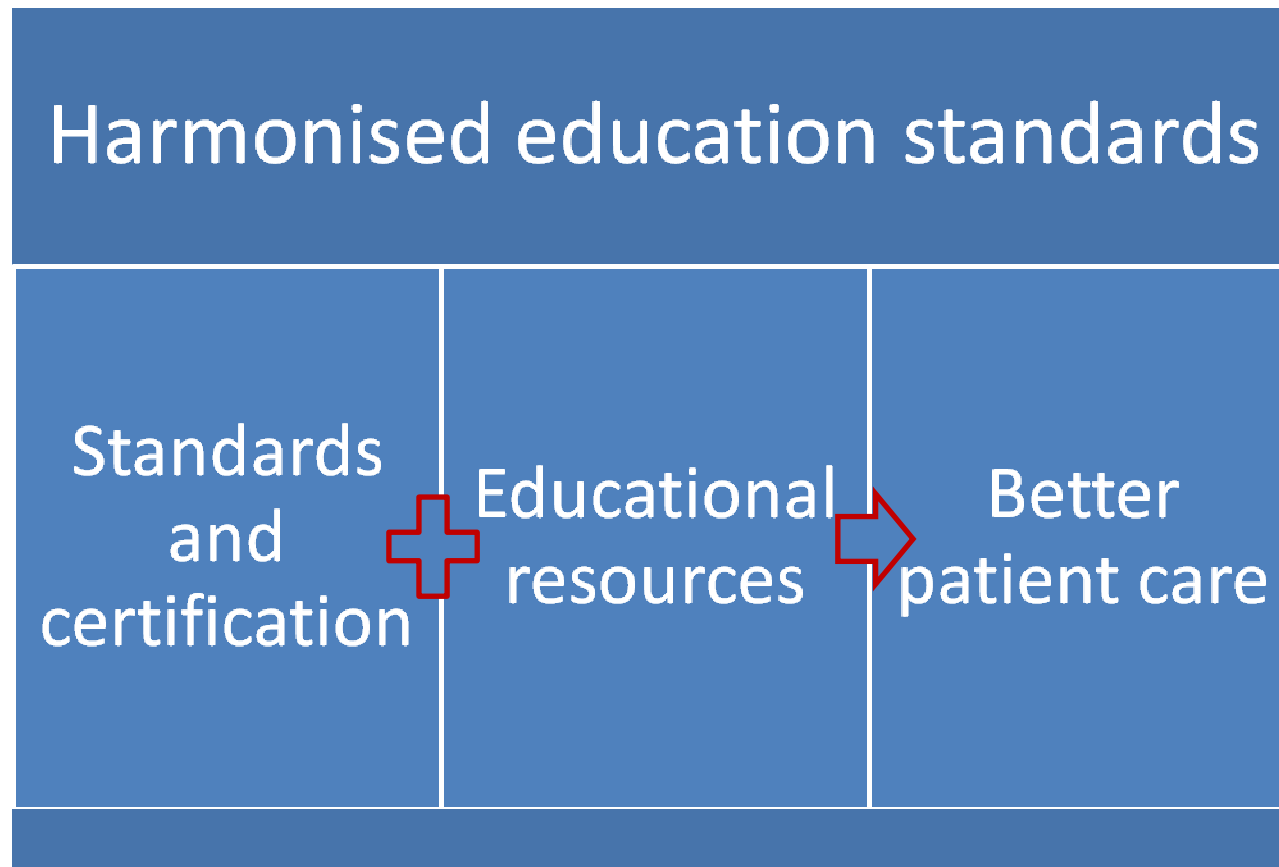 Harmonised education standards
Standards
and
certification
Educational
resources
Better
patient care